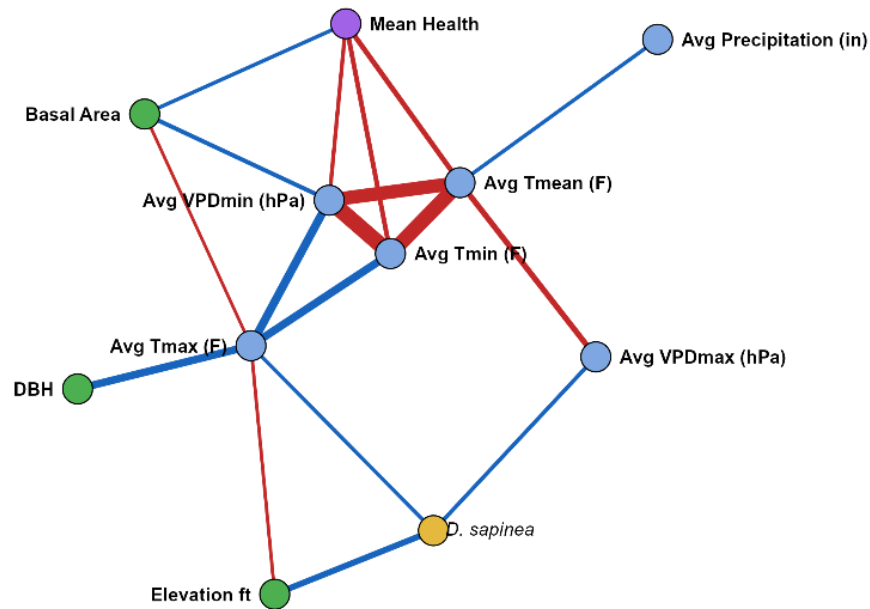 Mean Health
Avg Precipitation (in)
Basal Area
Avg Tmean (F)
Avg VPDmin (hPa)
Avg Tmin (F)
Avg Tmax (F)
Avg VPDmax (hPa)
DBH
D. sapinea
Elevation ft